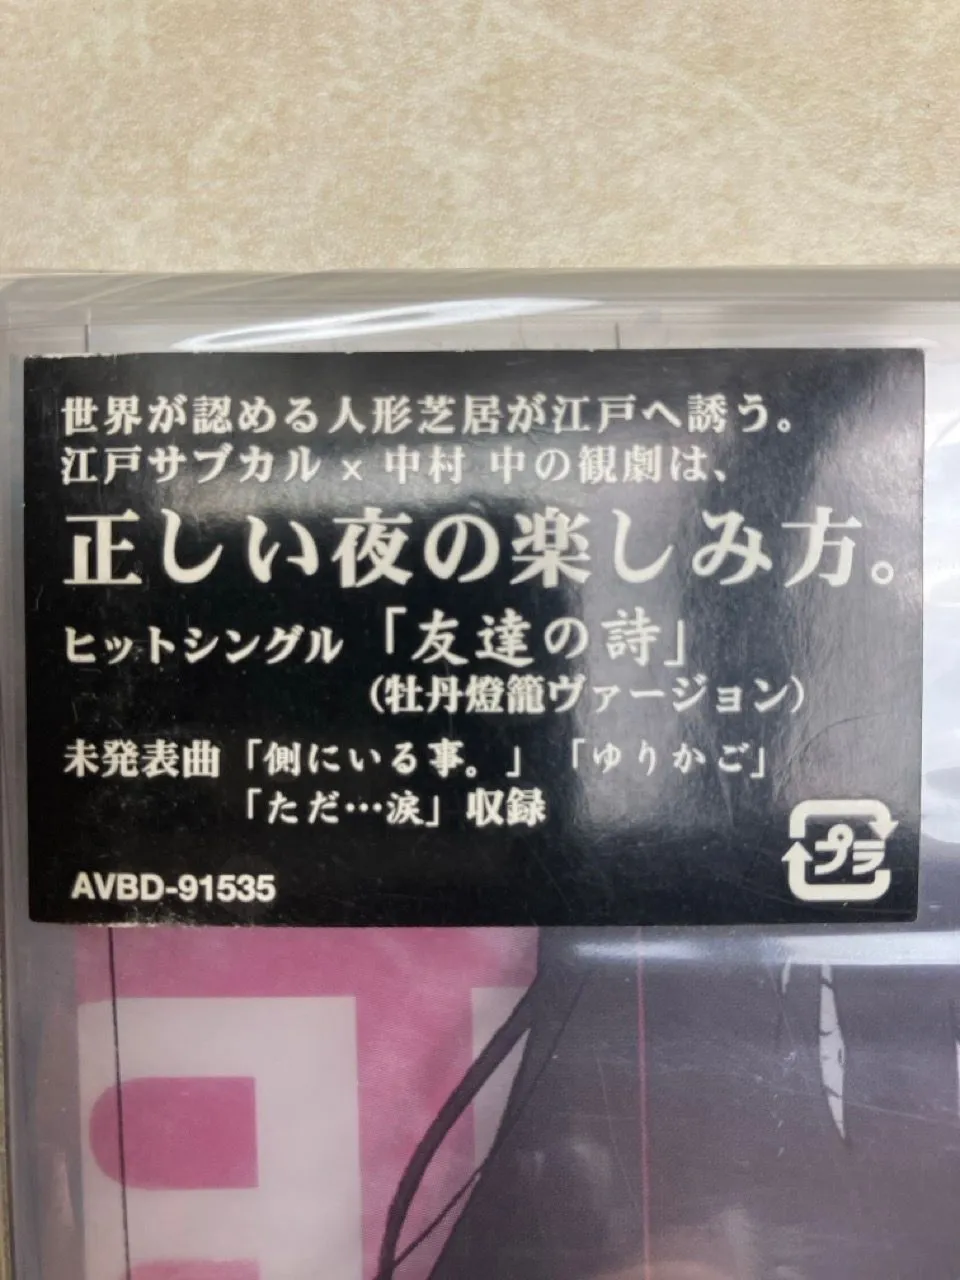 世界が認める人形芝居が江戸へ誘う。
江戸サブカル × 中村 中の観劇は、
正しい夜の楽しみ方。
ヒットシングル「友達の詩」
（牡丹燈籠ヴァージョン）
未発表曲「側にいる事。」「ゆりかご」
「ただ…涙」収録
プラ
AVBD-91535